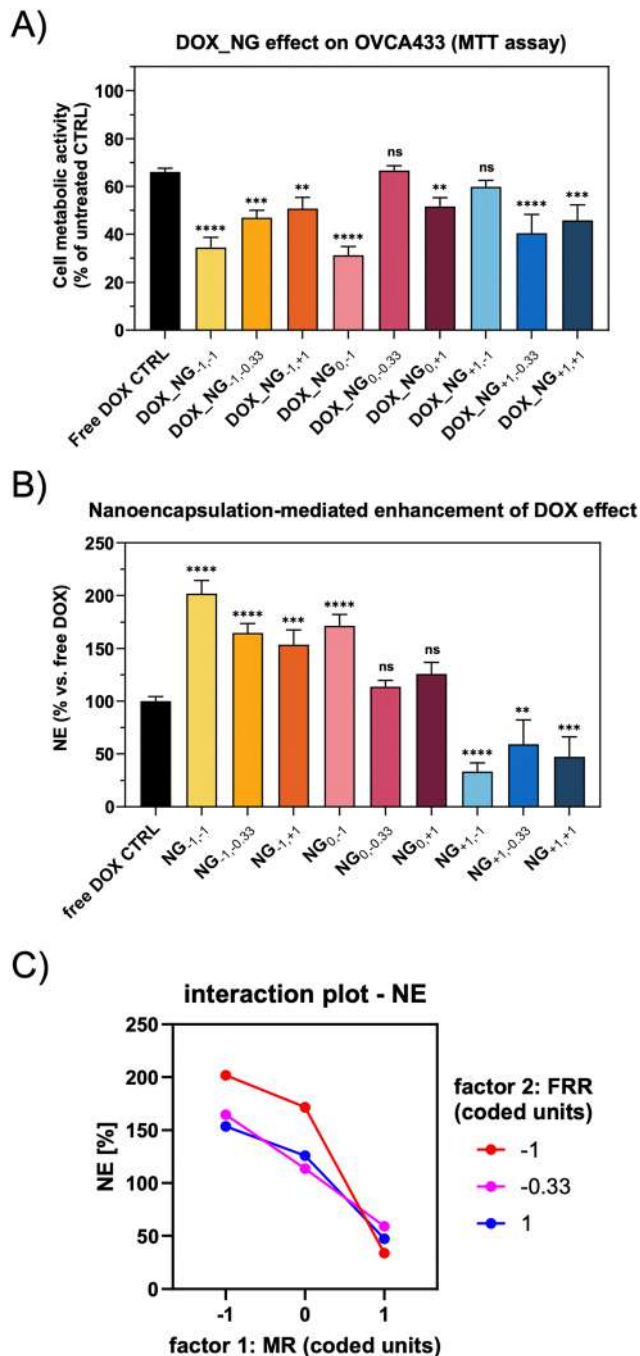 A)
DOX_NG effect on OVCA433 (MTT assay)
Cell metabolic activity
(% of untreated CTRL)
100
80
60
40
20
0
****
***
**
****
ns
**
ns
****
***
Free DOX CTRL
DOX_NG-1,-1
DOX_NG-1,-0.33
DOX_NG-1,+1
DOX_NG0,-1
DOX_NG0,-0.33
DOX_NG0,+1
DOX_NG+1,-1
DOX_NG+1,-0.33
DOX_NG+1,+1
B)
Nanoencapsulation-mediated enhancement of DOX effect
NE (% vs. free DOX)
250
200
150
100
50
0
****
****
***
****
ns
ns
****
**
***
free DOX CTRL
NG-1,-1
NG-1,-0.33
NG-1,+1
NG0,-1
NG0,-0.33
NG0,+1
NG+1,-1
NG+1,-0.33
NG+1,+1
C)
interaction plot - NE
NE [%]
250
200
150
100
50
0
-1
0
1
factor 1: MR (coded units)
factor 2: FRR
(coded units)
-1
-0.33
1